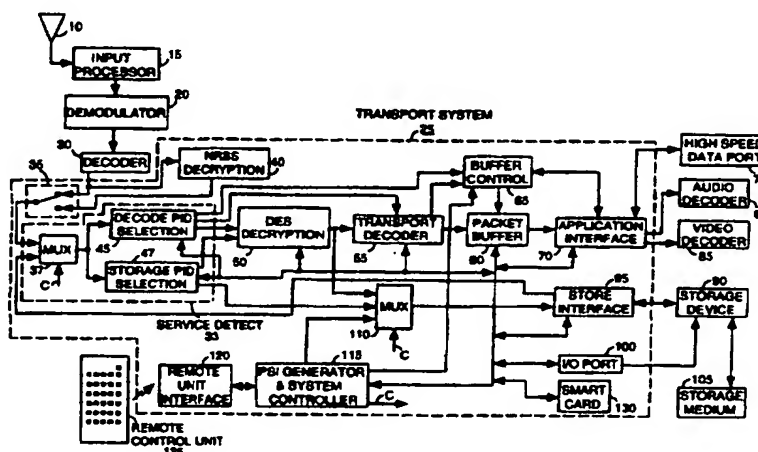 10
INPUT
PROCESSOR
15
DEMODULATOR
20
TRANSPORT SYSTEM
25
DECODER
30
35
NRSS
DECRYPTION
40
BUFFER
CONTROL
65
HIGH SPEED
DATA PORT
AUDIO
DECODER
VIDEO
DECODER
85
MUX
37
C
DECODE PID
SELECTION
45
47
STORAGE PID
SELECTION
DES
DECRYPTION
50
TRANSPORT
DECODER
55
PACKET
BUFFER
60
APPLICATION
INTERFACE
70
SERVICE DETECT
33
MUX
110
C
STORE
INTERFACE
95
STORAGE
DEVICE
90
REMOTE
UNIT
INTERFACE
120
PSI GENERATOR
& SYSTEM
CONTROLLER
115
C
I/O PORT
100
SMART
CARD
130
105
STORAGE
MEDIUM
REMOTE
CONTROL UNIT
125